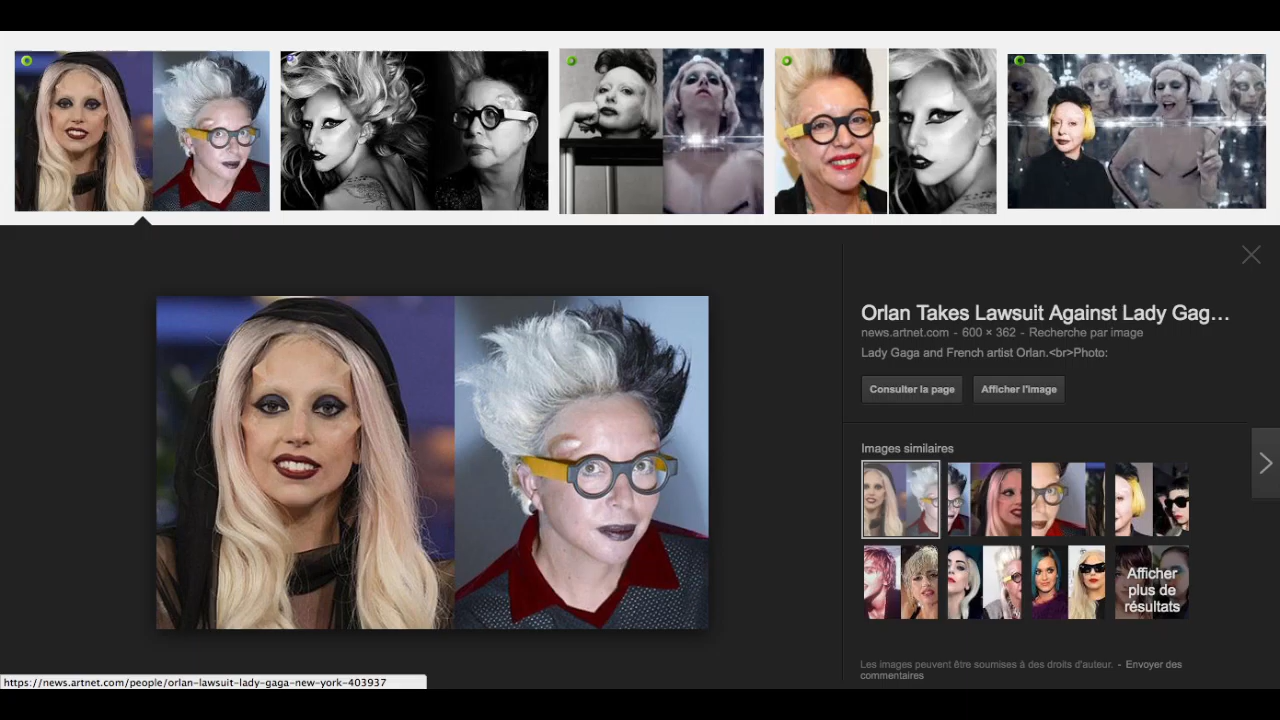 Orlan Takes Lawsuit Against Lady Gag…
news.artnet.com - 600 × 362 - Recherche par image
Lady Gaga and French artist Orlan.<br>Photo:
Consulter la page
Afficher l'image
Images similaires
Afficher
plus de
résultats
Les images peuvent être soumises à des droits d'auteur. - Envoyer des
commentaires
https://news.artnet.com/people/orlan-lawsuit-lady-gaga-new-york-403937